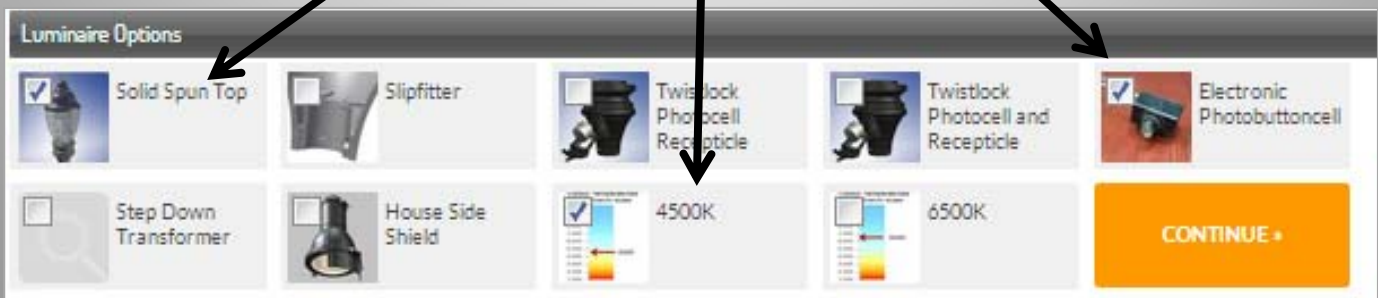 Luminaire Options
Solid Spun Top
Slipfitter
Twistlock
Photocell
Recepticle
Twistlock
Photocell and
Recepticle
Electronic
Photobuttoncell
Step Down
Transformer
House Side
Shield
4500K
6500K
CONTINUE »